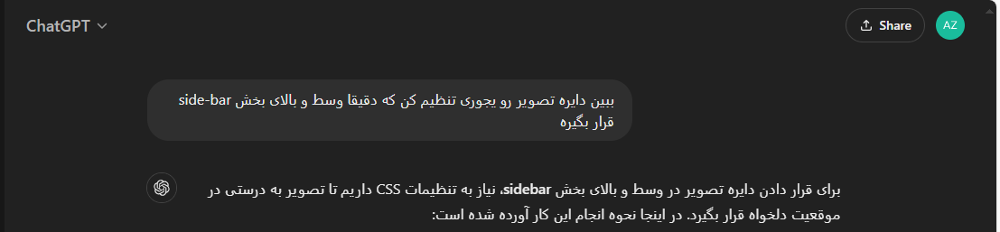 ChatGPT
Share
AZ
ببین دایره تصویر رو یجوری تنظیم کن که دقیقا وسط و بالای بخش side-bar
قرار بگیره
برای قرار دادن دایره تصویر در وسط و بالای بخش sidebar، نیاز به تنظیمات CSS داریم تا تصویر به درستی در
موقعیت دلخواه قرار بگیرد. در اینجا نحوه انجام این کار آورده شده است: